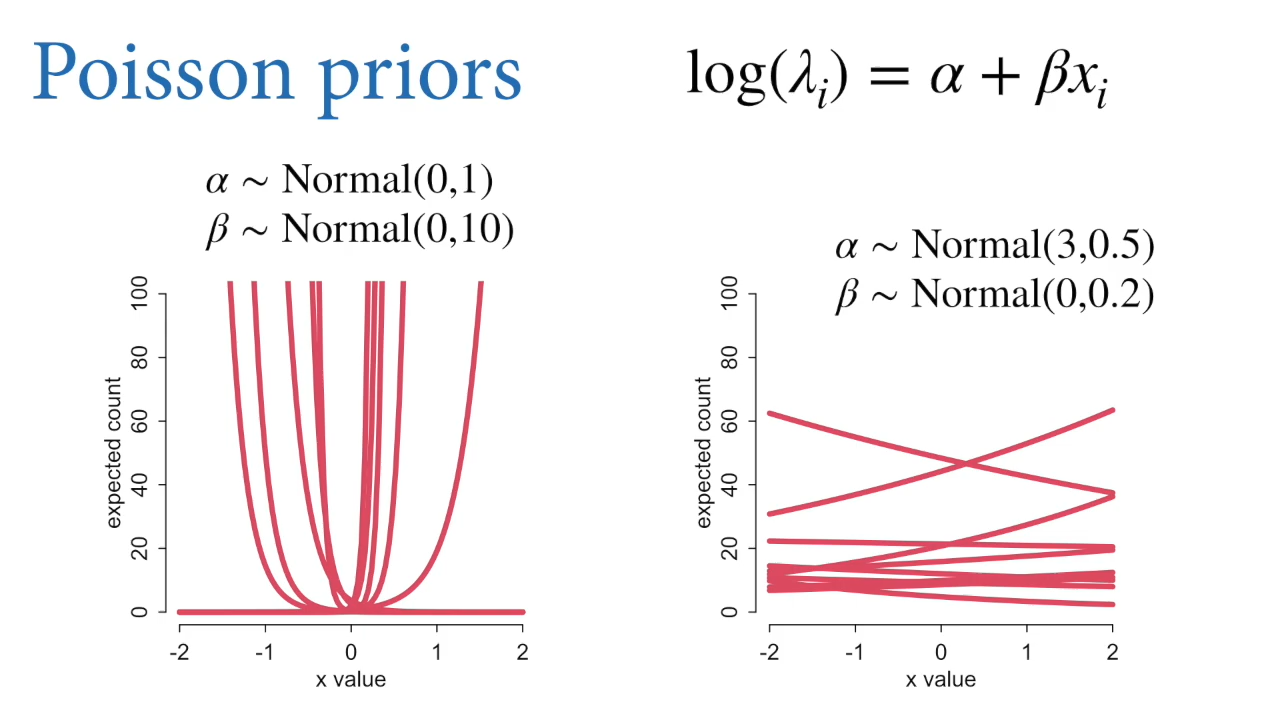 Poisson priors
log(λᵢ) = α + βxᵢ
α ∼ Normal(0,1)
β ∼ Normal(0,10)
expected count
100
80
60
40
20
0
-2 -1 0 1 2
x value
α ∼ Normal(3,0.5)
β ∼ Normal(0,0.2)
expected count
100
80
60
40
20
0
-2 -1 0 1 2
x value